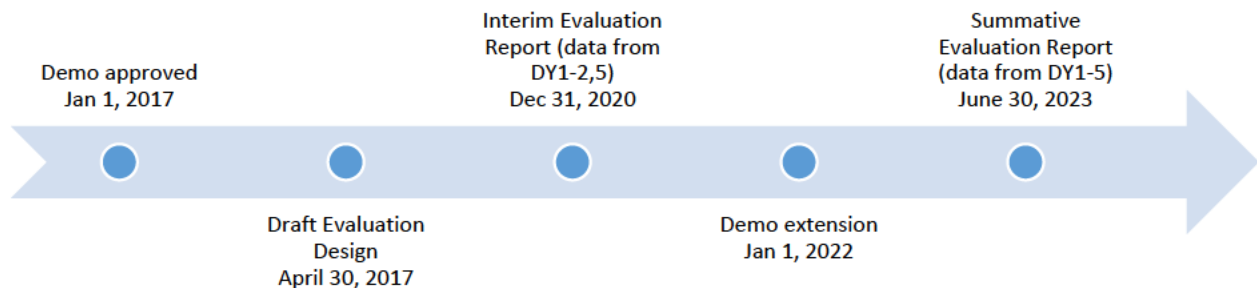 Demo approved
Jan 1, 2017
Draft Evaluation
Design
April 30, 2017
Interim Evaluation
Report (data from
DY1-2,5)
Dec 31, 2020
Demo extension
Jan 1, 2022
Summative
Evaluation Report
(data from DY1-5)
June 30, 2023